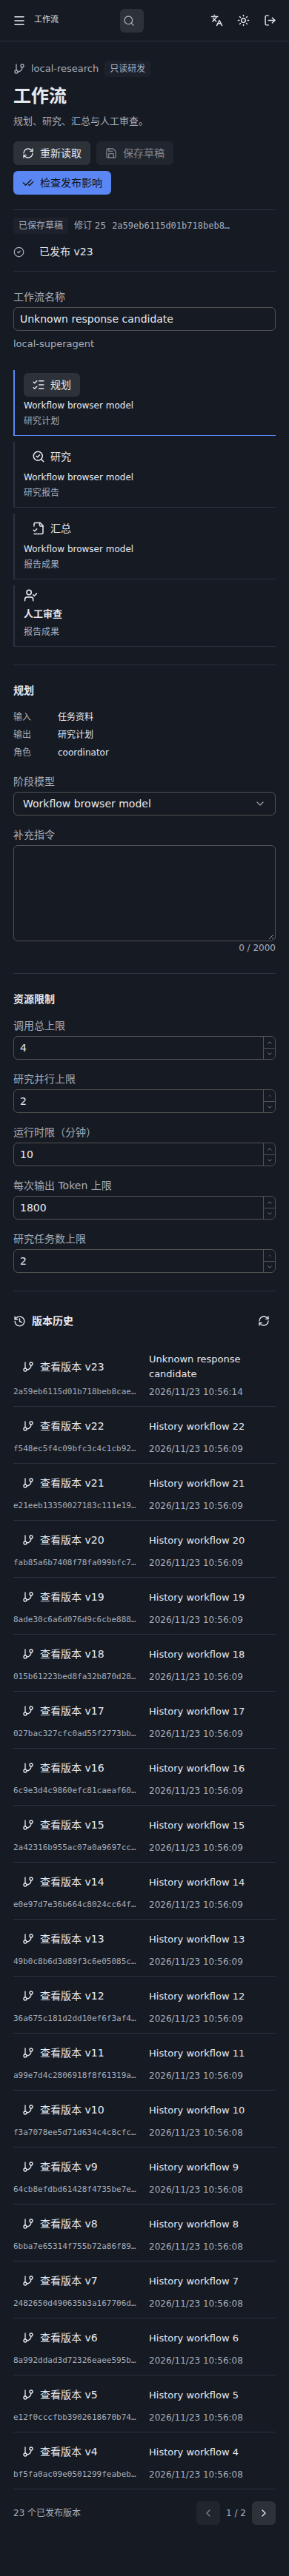 工作流
local-research 只读研发
工作流
规划、研究、汇总与人工审查。
重新读取 保存草稿
检查发布影响
已保存草稿 修订 25 2a59eb6115d01b718beb8…
已发布 v23
工作流名称
Unknown response candidate
local-superagent
规划
Workflow browser model
研究计划
研究
Workflow browser model
研究报告
汇总
Workflow browser model
报告成果
人工审查
报告成果
规划
输入 任务资料
输出 研究计划
角色 coordinator
阶段模型
Workflow browser model
补充指令
0 / 2000
资源限制
调用总上限
4
研究并行上限
2
运行时限（分钟）
10
每次输出 Token 上限
1800
研究任务数上限
2
版本历史
查看版本 v23 Unknown response candidate
2a59eb6115d01b718beb8cae… 2026/11/23 10:56:14
查看版本 v22 History workflow 22
f548ec5f4c09bfc3c4c1cb92… 2026/11/23 10:56:09
查看版本 v21 History workflow 21
e21eeb13350027183c111e19… 2026/11/23 10:56:09
查看版本 v20 History workflow 20
fab85a6b7408f78fa099bfc7… 2026/11/23 10:56:09
查看版本 v19 History workflow 19
8ade30c6a6d076d9c6cbe888… 2026/11/23 10:56:09
查看版本 v18 History workflow 18
015b61223bed8fa32b870d28… 2026/11/23 10:56:09
查看版本 v17 History workflow 17
027bac327cfc0ad55f2773bb… 2026/11/23 10:56:09
查看版本 v16 History workflow 16
6c9e3d4c9860efc81caeaf60… 2026/11/23 10:56:09
查看版本 v15 History workflow 15
2a42316b955ac07a0a9697cc… 2026/11/23 10:56:09
查看版本 v14 History workflow 14
e0e97d7e36b664c8024cc64f… 2026/11/23 10:56:09
查看版本 v13 History workflow 13
49b0c8b6d3d89f3c6e05085c… 2026/11/23 10:56:09
查看版本 v12 History workflow 12
36a675c181d2dd10ef6f3af4… 2026/11/23 10:56:09
查看版本 v11 History workflow 11
a99e7d4c2806918f8f61319a… 2026/11/23 10:56:09
查看版本 v10 History workflow 10
f3a7078ee5d71d634c4c8cfc… 2026/11/23 10:56:08
查看版本 v9 History workflow 9
64cb8efdbd61428f4735be7e… 2026/11/23 10:56:08
查看版本 v8 History workflow 8
6bba7e65314f755b72a86f89… 2026/11/23 10:56:08
查看版本 v7 History workflow 7
2482650d490635b3a167706d… 2026/11/23 10:56:08
查看版本 v6 History workflow 6
8a992ddad3d72326eaee595b… 2026/11/23 10:56:08
查看版本 v5 History workflow 5
e12f0cccfbb3902618670b74… 2026/11/23 10:56:08
查看版本 v4 History workflow 4
bf5fa0ac09e0501299feabeb… 2026/11/23 10:56:08
23 个已发布版本 1 / 2